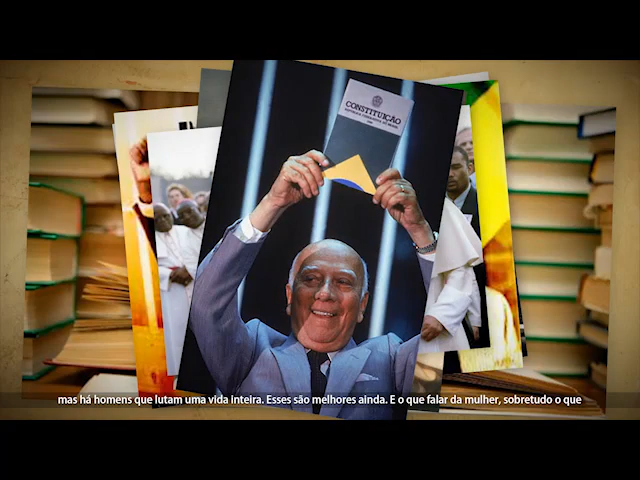 CONSTITUIÇÃO
mas há homens que lutam uma vida inteira. Esses são melhores ainda. E o que falar da mulher, sobretudo o que